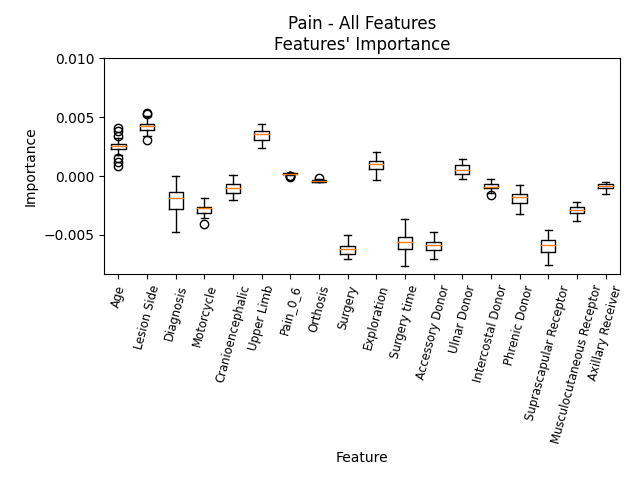 Pain - All Features
Features' Importance
0.010
0.005
0.000
−0.005
Importance
Age
Lesion Side
Diagnosis
Motorcycle
Cranioencephalic
Upper Limb
Pain_0_6
Orthosis
Surgery
Exploration
Surgery time
Accessory Donor
Ulnar Donor
Intercostal Donor
Phrenic Donor
Suprascapular Receptor
Musculocutaneous Receptor
Axillary Receiver
Feature